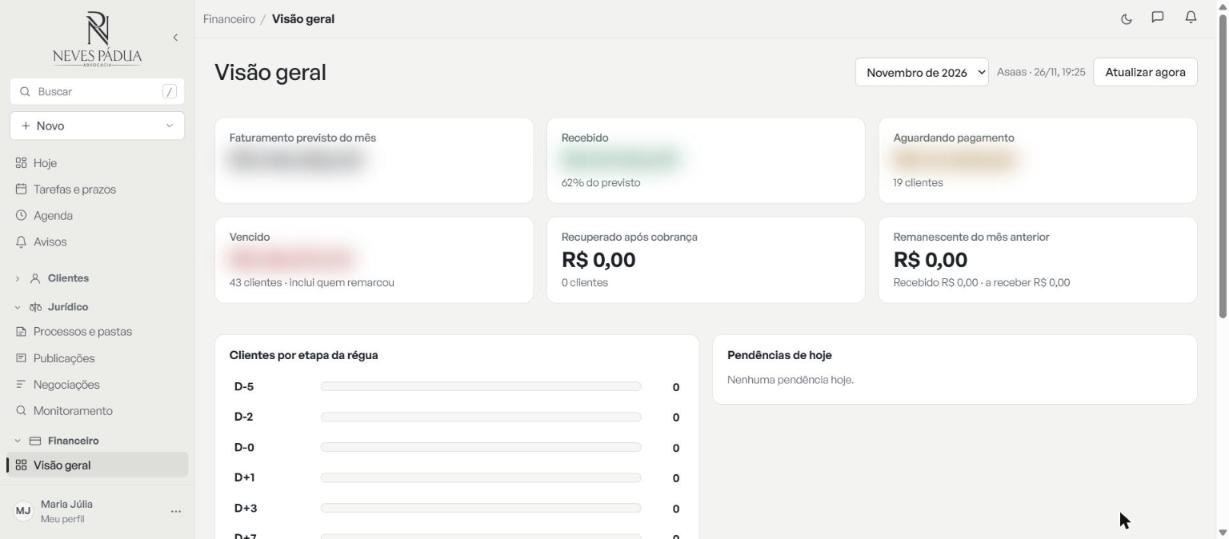 NEVES PÁDUA
ADVOCACIA
Buscar /
+ Novo
Hoje
Tarefas e prazos
Agenda
Avisos
Clientes
Jurídico
Processos e pastas
Publicações
Negociações
Monitoramento
Financeiro
Visão geral
MJ
Maria Júlia
Meu perfil
Financeiro / Visão geral
Visão geral
Novembro de 2026
Asaas · 26/11, 19:25
Atualizar agora
Faturamento previsto do mês
Recebido
62% do previsto
Aguardando pagamento
19 clientes
Vencido
43 clientes · inclui quem remarcou
Recuperado após cobrança
R$ 0,00
0 clientes
Remanescente do mês anterior
R$ 0,00
Recebido R$ 0,00 · a receber R$ 0,00
Clientes por etapa da régua
D-5 0
D-2 0
D-0 0
D+1 0
D+3 0
D+7 0
Pendências de hoje
Nenhuma pendência hoje.